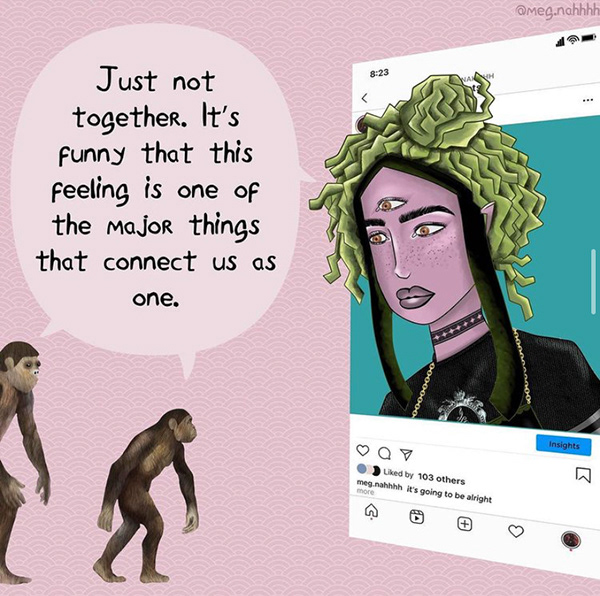 @meg.nahhhh
8:23
Just not
together. It's
funny that this
feeling is one of
the major things
that connect us as
one.
Insights
Liked by 103 others
meg.nahhhh it's going to be alright
more